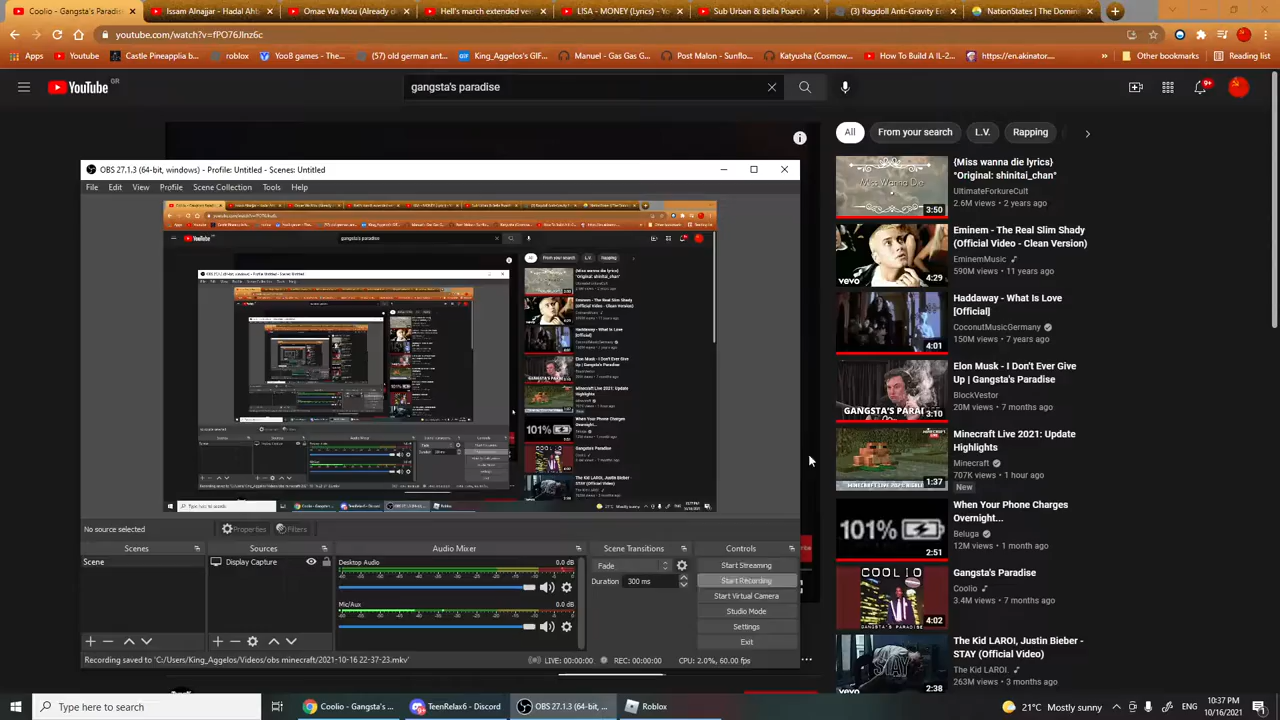 Coolio - Gangsta's Paradise
Issam Alnajjar - Hadal Ahb
Omae Wa Mou (Already d
Hell's march extended ver
LISA - MONEY (Lyrics)
Sub Urban & Bella Poarch
(3) Ragdoll Anti-Gravity E
NationStates | The Domini
youtube.com/watch?v=fPO76Jlnz6c
Apps
Youtube
Castle Pineapplia b
roblox
YooB games - The...
(57) old german ant
King_Aggelos's GIF
Manuel - Gas Gas G
Post Malon - Sunflo...
Katyusha (Cosmow...
How To Build A IL-2
https://en.akinator...
»
Other bookmarks
Reading list
YouTube GR
gangsta's paradise
9+
All
From your search
L.V.
Rapping
OBS 27.1.3 (64-bit, windows) - Profile: Untitled - Scenes: Untitled
File
Edit
View
Profile
Scene Collection
Tools
Help
No source selected
Properties
Filters
Scenes
Scene
Sources
Display Capture
Audio Mixer
Desktop Audio
0.0 dB
Mic/Aux
0.0 dB
Scene Transitions
Fade
Duration
300 ms
Controls
Start Streaming
Start Recording
Start Virtual Camera
Studio Mode
Settings
Exit
Recording saved to 'C:/Users/King_Aggelos/Videos/obs minecraft/2021-10-16 22-37-23.mkv'
LIVE: 00:00:00
REC: 00:00:00
CPU: 2.0%, 60.00 fps
Miss Wanna Die
3:50
{Miss wanna die lyrics}
"Original: shinitai_chan"
UltimateForkureCult
2.6M views • 2 years ago
vevo
4:29
Eminem - The Real Slim Shady
(Official Video - Clean Version)
EminemMusic
590M views • 11 years ago
4:01
Haddaway - What Is Love
[Official]
CoconutMusicGermany
150M views • 7 years ago
GANGSTA'S PARA
3:10
Elon Musk - I Don't Ever Give
Up | Gangsta's Paradise
BlockVestor
20M views • 7 months ago
1:37
Minecraft Live 2021: Update
Highlights
Minecraft
707K views • 1 hour ago
New
101%
2:51
When Your Phone Charges
Overnight...
Beluga
12M views • 1 month ago
COOLIO
4:02
Gangsta's Paradise
Coolio
3.4M views • 7 months ago
vevo
2:38
The Kid LAROI, Justin Bieber -
STAY (Official Video)
The Kid LAROI.
263M views • 3 months ago
Type here to search
Coolio - Gangsta's ...
TeenRelax6 - Discord
OBS 27.1.3 (64-bit, ...
Roblox
21°C Mostly sunny
10:37 PM
10/16/2021